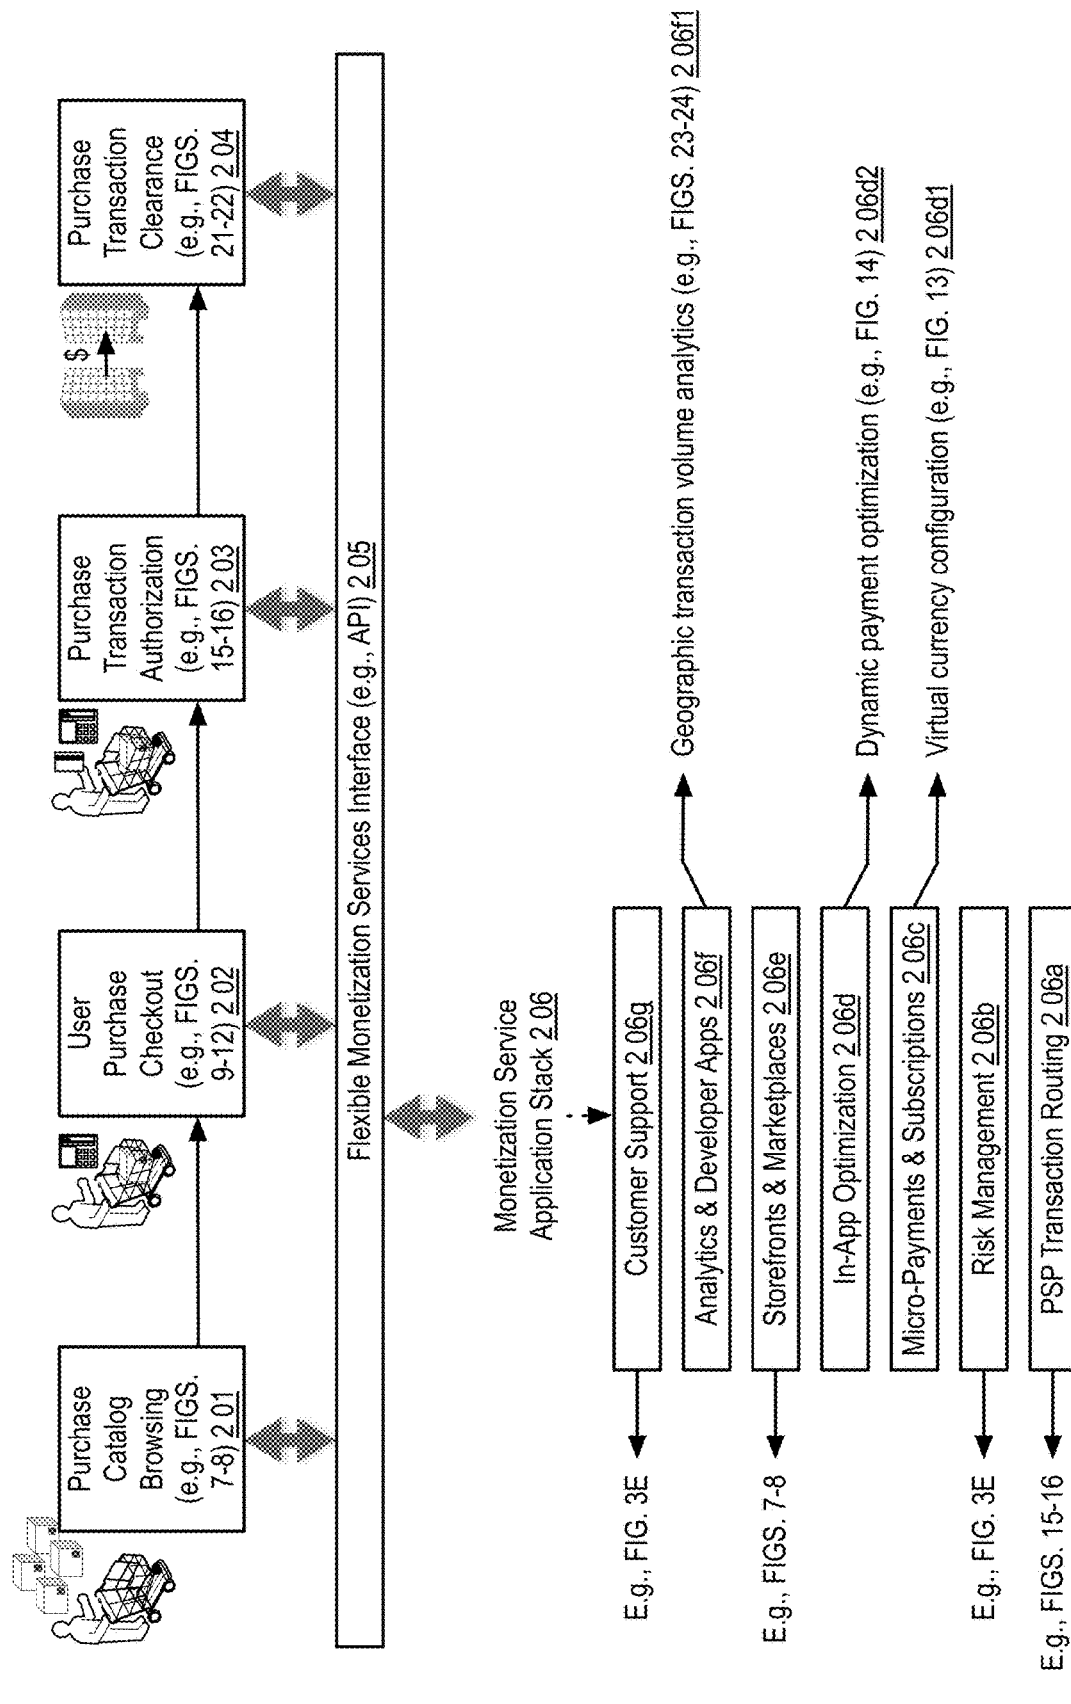 Purchase
Catalog
Browsing
(e.g., FIGS.
7-8) 2 01
User
Purchase
Checkout
(e.g., FIGS.
9-12) 2 02
Purchase
Transaction
Authorization
(e.g., FIGS.
15-16) 2 03
$
Purchase
Transaction
Clearance
(e.g., FIGS.
21-22) 2 04
Flexible Monetization Services Interface (e.g., API) 2 05
Monetization Service
Application Stack 2 06
E.g., FIG. 3E
Customer Support 2 06g
Analytics & Developer Apps 2 06f
Geographic transaction volume analytics (e.g., FIGS. 23-24) 2 06f1
E.g., FIGS. 7-8
Storefronts & Marketplaces 2 06e
In-App Optimization 2 06d
Dynamic payment optimization (e.g., FIG. 14) 2 06d2
Micro-Payments & Subscriptions 2 06c
Virtual currency configuration (e.g., FIG. 13) 2 06d1
E.g., FIG. 3E
Risk Management 2 06b
E.g., FIGS. 15-16
PSP Transaction Routing 2 06a